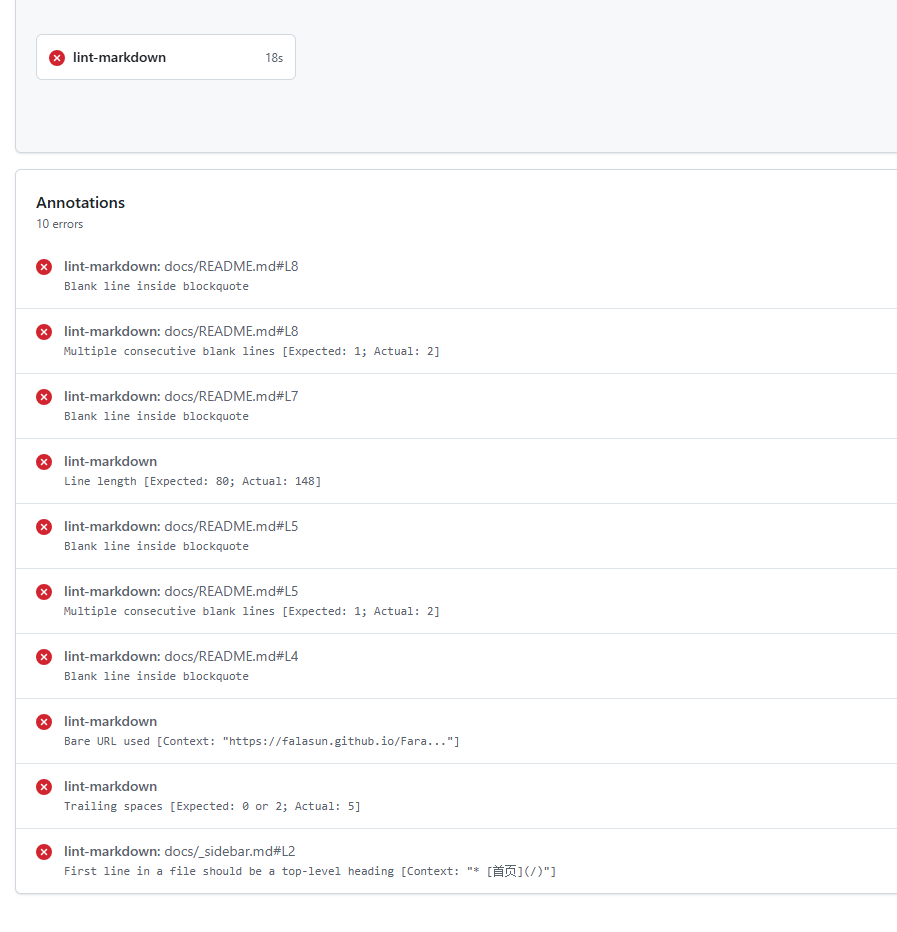 lint-markdown 18s
Annotations
10 errors
lint-markdown: docs/README.md#L8
Blank line inside blockquote
lint-markdown: docs/README.md#L8
Multiple consecutive blank lines [Expected: 1; Actual: 2]
lint-markdown: docs/README.md#L7
Blank line inside blockquote
lint-markdown
Line length [Expected: 80; Actual: 148]
lint-markdown: docs/README.md#L5
Blank line inside blockquote
lint-markdown: docs/README.md#L5
Multiple consecutive blank lines [Expected: 1; Actual: 2]
lint-markdown: docs/README.md#L4
Blank line inside blockquote
lint-markdown
Bare URL used [Context: "https://falasun.github.io/Fara..."]
lint-markdown
Trailing spaces [Expected: 0 or 2; Actual: 5]
lint-markdown: docs/_sidebar.md#L2
First line in a file should be a top-level heading [Context: "* [首页](/)"]